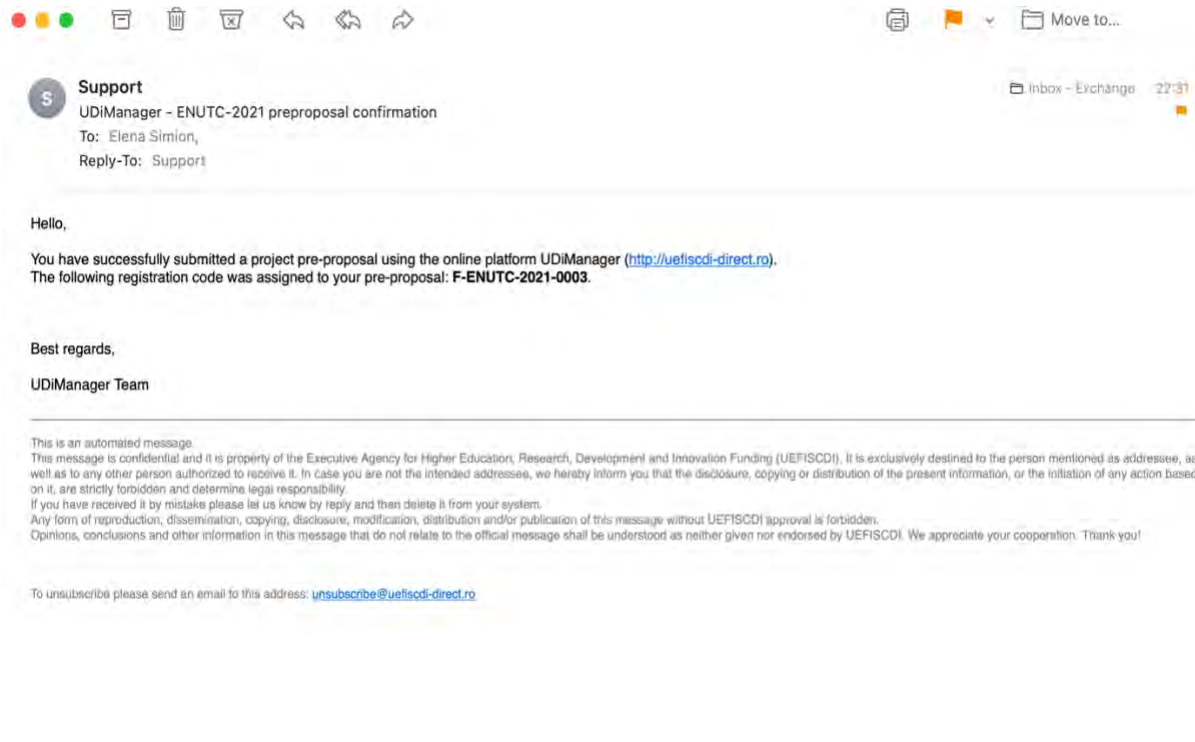 Move to...
S
Support
Inbox - Exchange 22:31
UDiManager - ENUTC-2021 preproposal confirmation
To: Elena Simion,
Reply-To: Support
Hello,
You have successfully submitted a project pre-proposal using the online platform UDiManager (http://uefiscdi-direct.ro).
The following registration code was assigned to your pre-proposal: F-ENUTC-2021-0003.
Best regards,
UDiManager Team
This is an automated message.
This message is confidential and it is property of the Executive Agency for Higher Education, Research, Development and Innovation Funding (UEFISCDI). It is exclusively destined to the person mentioned as addressee, as
well as to any other person authorized to receive it. In case you are not the intended addressee, we hereby inform you that the disclosure, copying or distribution of the present information, or the initiation of any action based
on it, are strictly forbidden and determine legal responsibility.
If you have received it by mistake please let us know by reply and then delete it from your system.
Any form of reproduction, dissemination, copying, disclosure, modification, distribution and/or publication of this message without UEFISCDI approval is forbidden.
Opinions, conclusions and other information in this message that do not relate to the official message shall be understood as neither given nor endorsed by UEFISCDI. We appreciate your cooperation. Thank you!
To unsubscribe please send an email to this address: unsubscribe@uefiscdi-direct.ro